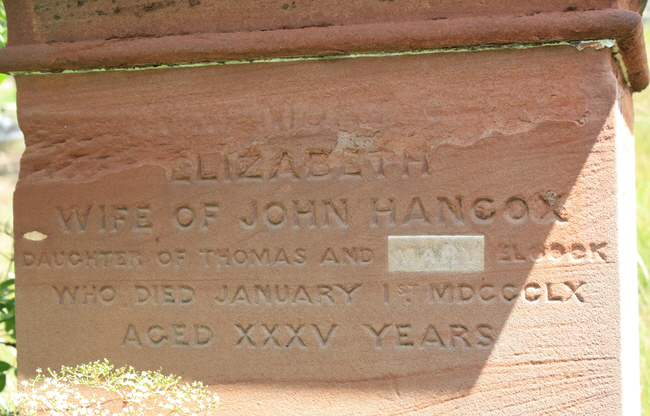 ELIZABETH
WIFE OF JOHN HANCOX
DAUGHTER OF THOMAS AND MARY ELCOCK
WHO DIED JANUARY 1ST MDCCCLX
AGED XXXV YEARS